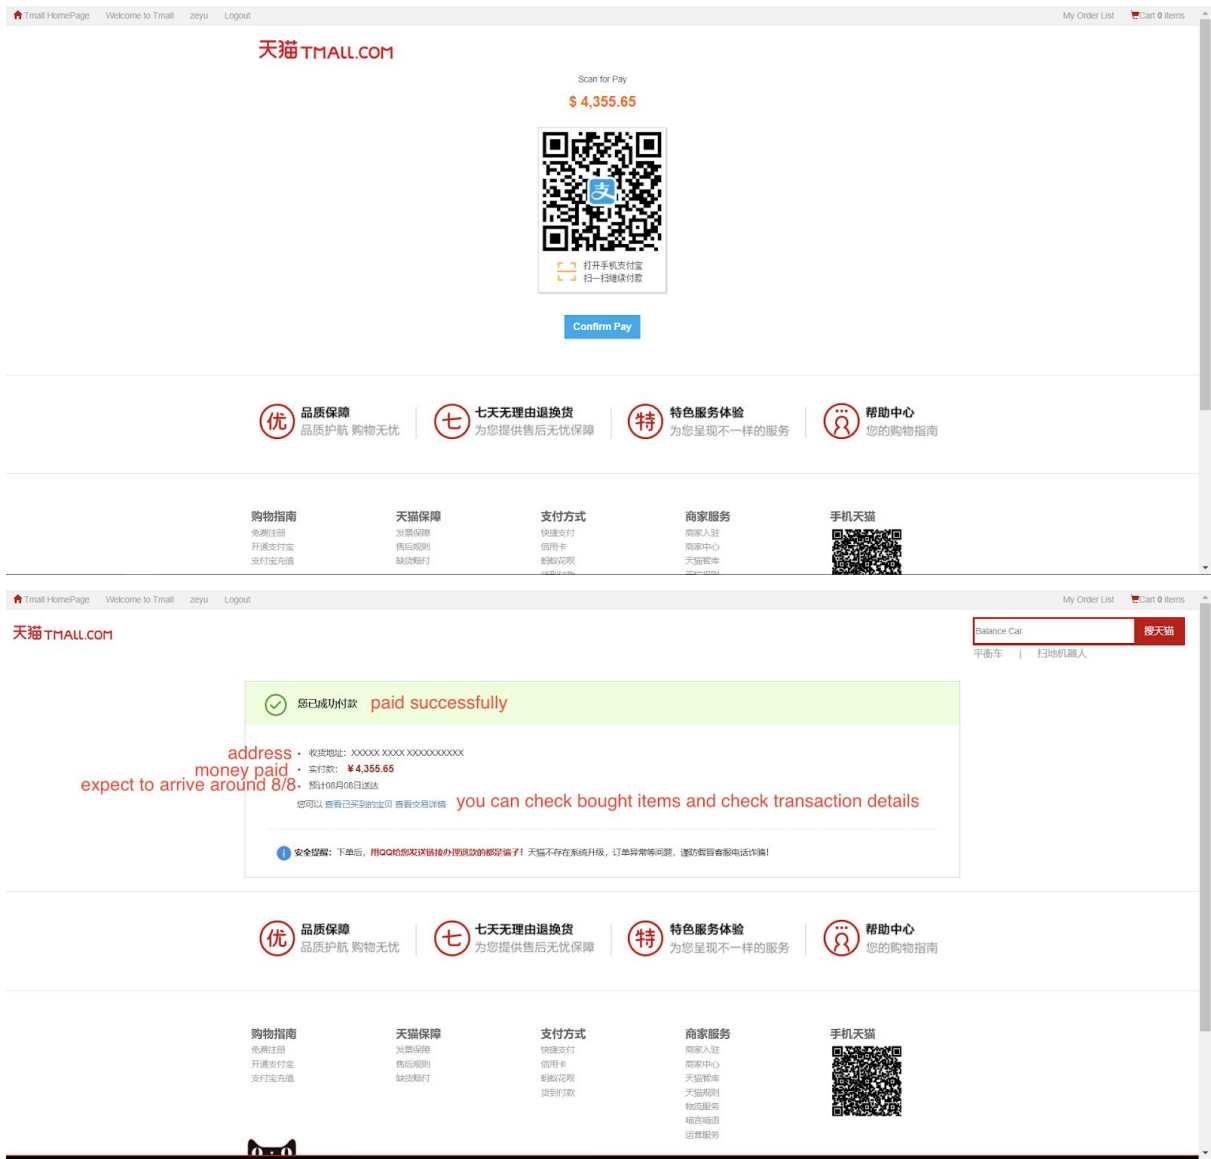 Tmall HomePage Welcome to Tmall zeyu Logout My Order List Cart 0 items
天猫 TMALL.COM
Scan for Pay
$ 4,355.65
支
打开手机支付宝
扫一扫继续付款
Confirm Pay
优 品质保障 七 七天无理由退换货 特 特色服务体验 帮助中心
品质护航 购物无忧 为您提供售后无忧保障 为您呈现不一样的服务 您的购物指南
购物指南 天猫保障 支付方式 商家服务 手机天猫
免费注册 发票保障 快捷支付 商家入驻
开通支付宝 售后规则 信用卡 商家中心
支付宝充值 缺货赔付 蚂蚁花呗 天猫智库
货到付款 天猫规则
Tmall HomePage Welcome to Tmall zeyu Logout My Order List Cart 0 items
天猫 TMALL.COM
Balance Car 搜天猫
平衡车 | 扫地机器人
您已成功付款 paid successfully
address • 收货地址：XXXXX XXXX XXXXXXXXXX
money paid • 实付款：￥4,355.65
expect to arrive around 8/8 • 预计08月08日送达
您可以 查看已买到的宝贝 查看交易详情 you can check bought items and check transaction details
安全提醒：下单后，用QQ给您发送链接办理退款的都是骗子！天猫不存在系统升级，订单异常等问题，谨防假冒客服电话诈骗！
优 品质保障 七 七天无理由退换货 特 特色服务体验 帮助中心
品质护航 购物无忧 为您提供售后无忧保障 为您呈现不一样的服务 您的购物指南
购物指南 天猫保障 支付方式 商家服务 手机天猫
免费注册 发票保障 快捷支付 商家入驻
开通支付宝 售后规则 信用卡 商家中心
支付宝充值 缺货赔付 蚂蚁花呗 天猫智库
货到付款 天猫规则
物流服务
喵言喵语
运营服务